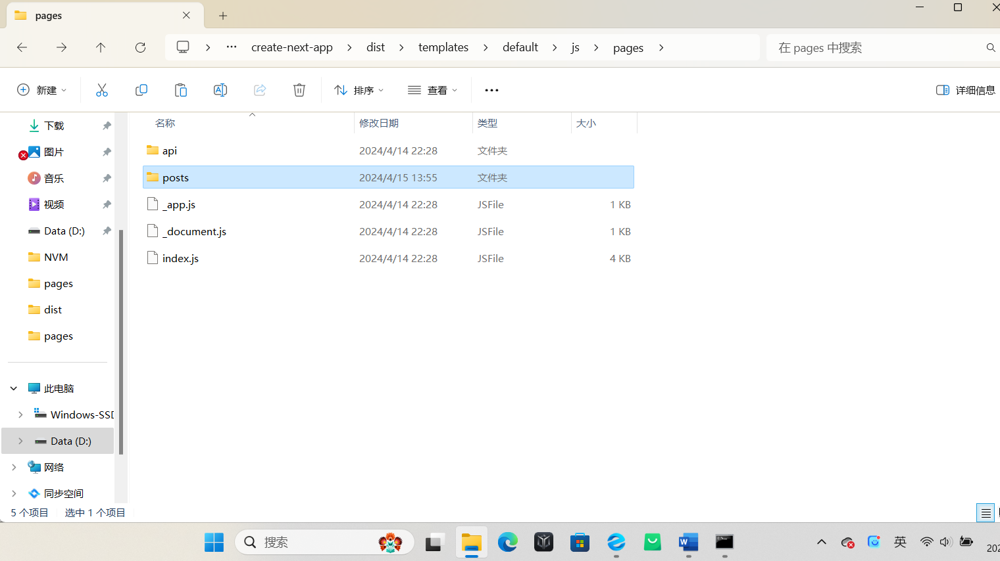 pages
create-next-app
dist
templates
default
js
pages
在 pages 中搜索
新建
排序
查看
详细信息
名称
修改日期
类型
大小
下载
图片
音乐
视频
Data (D:)
NVM
pages
dist
pages
此电脑
Windows-SSD
Data (D:)
网络
同步空间
api 2024/4/14 22:28 文件夹
posts 2024/4/15 13:55 文件夹
_app.js 2024/4/14 22:28 JSFile 1 KB
_document.js 2024/4/14 22:28 JSFile 1 KB
index.js 2024/4/14 22:28 JSFile 4 KB
5 个项目
选中 1 个项目
搜索
英